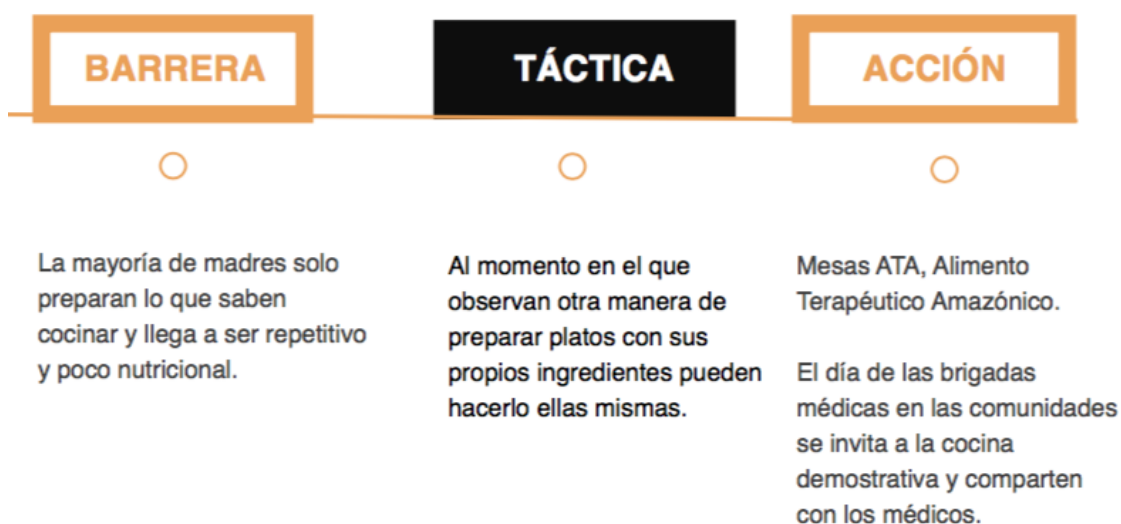 BARRERA
TÁCTICA
ACCIÓN
La mayoría de madres solo
preparan lo que saben
cocinar y llega a ser repetitivo
y poco nutricional.
Al momento en el que
observan otra manera de
preparar platos con sus
propios ingredientes pueden
hacerlo ellas mismas.
Mesas ATA, Alimento
Terapéutico Amazónico.
El día de las brigadas
médicas en las comunidades
se invita a la cocina
demostrativa y comparten
con los médicos.